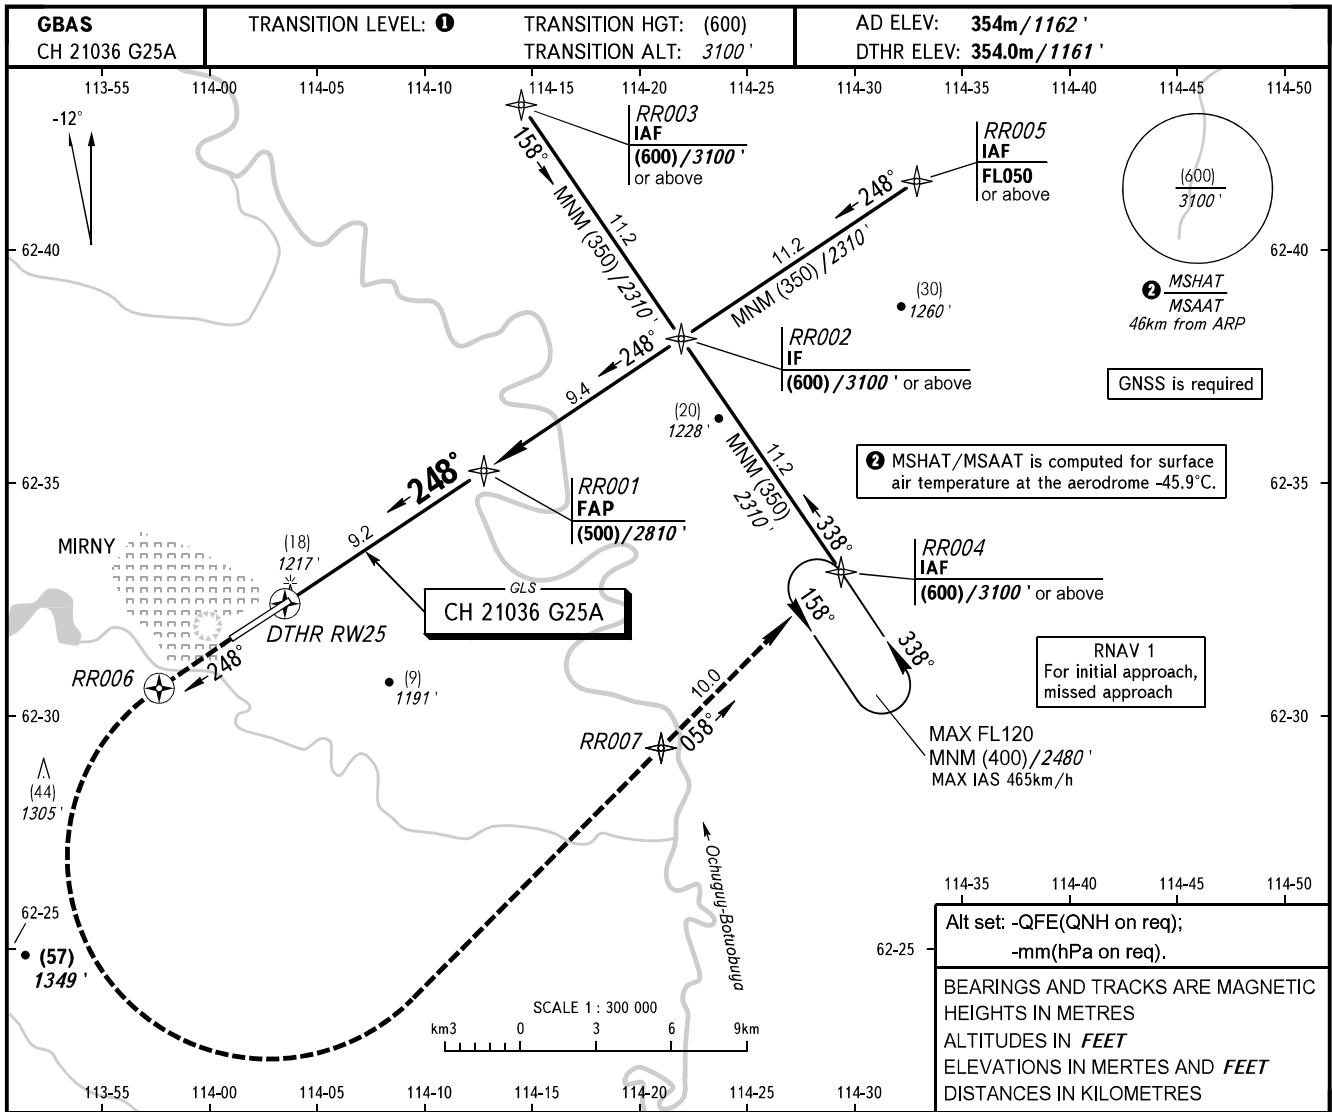 GBAS
CH 21036 G25A
TRANSITION LEVEL: ❶
TRANSITION HGT: (600)
TRANSITION ALT: 3100 '
AD ELEV: 354m/1162 '
DTHR ELEV: 354.0m/1161 '
113-55 114-00 114-05 114-10 114-15 114-20 114-25 114-30 114-35 114-40 114-45 114-50
-12°
RR003
IAF
(600)/3100 '
or above
RR005
IAF
FL050
or above
(600)
3100 '
158°
MNM (350)/2310 '
11.2
248°
11.2
MNM (350)/2310 '
62-40
62-40
❷ MSHAT
MSAAT
46km from ARP
(30)
1260 '
RR002
IF
(600)/3100 ' or above
248°
9.4
GNSS is required
(20)
1228 '
MNM (350)
2310 '
11.2
❷ MSHAT/MSAAT is computed for surface
air temperature at the aerodrome -45.9°C.
62-35
62-35
248°
RR001
FAP
(500)/2810 '
9.2
338°
MIRNY
(18)
1217 '
RR004
IAF
(600)/3100 ' or above
GLS
CH 21036 G25A
DTHR RW25
158°
338°
RNAV 1
For initial approach,
missed approach
248°
RR006
(9)
1191 '
10.0
058°
62-30
62-30
RR007
MAX FL120
MNM (400)/2480 '
MAX IAS 465km/h
(44)
1305 '
Ochuguy-Botuobuya
114-35 114-40 114-45 114-50
62-25
(57)
1349 '
62-25
Alt set: -QFE(QNH on req);
-mm(hPa on req).
BEARINGS AND TRACKS ARE MAGNETIC
HEIGHTS IN METRES
ALTITUDES IN FEET
ELEVATIONS IN MERTES AND FEET
DISTANCES IN KILOMETRES
SCALE 1 : 300 000
km3 0 3 6 9km
113-55 114-00 114-05 114-10 114-15 114-20 114-25 114-30